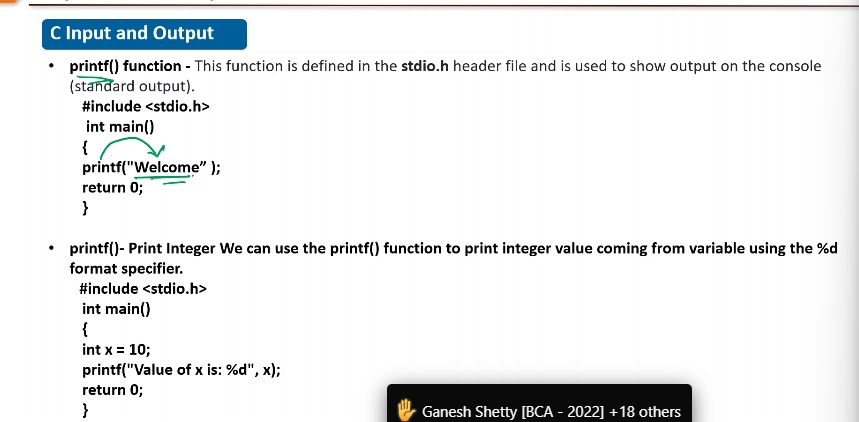 C Input and Output
• printf() function - This function is defined in the stdio.h header file and is used to show output on the console
(standard output).
#include <stdio.h>
int main()
{
printf("Welcome” );
return 0;
}
• printf()- Print Integer We can use the printf() function to print integer value coming from variable using the %d
format specifier.
#include <stdio.h>
int main()
{
int x = 10;
printf("Value of x is: %d", x);
return 0;
}
✋ Ganesh Shetty [BCA - 2022] +18 others